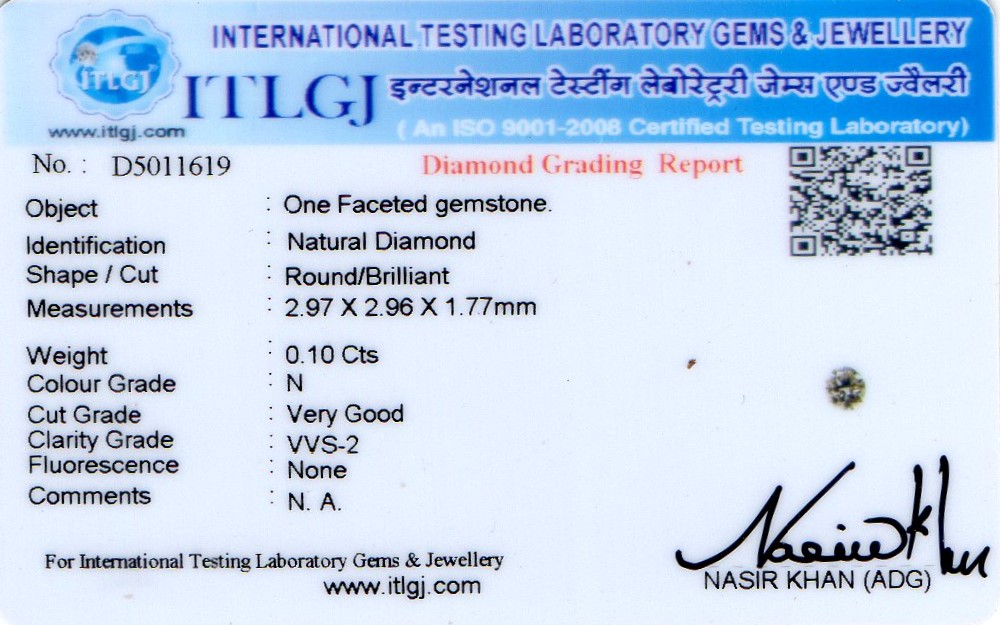 INTERNATIONAL TESTING LABORATORY GEMS & JEWELLERY
ITLGJ
ITLGJ इन्टरनेशनल टेस्टींग लेबोरेट्री जेम्स एण्ड ज्वैलरी
www.itlgj.com
( An ISO 9001-2008 Certified Testing Laboratory)
No. : D5011619
Diamond Grading Report
Object : One Faceted gemstone.
Identification : Natural Diamond
Shape / Cut : Round/Brilliant
Measurements : 2.97 X 2.96 X 1.77mm
Weight : 0.10 Cts
Colour Grade : N
Cut Grade : Very Good
Clarity Grade : VVS-2
Fluorescence : None
Comments : N. A.
For International Testing Laboratory Gems & Jewellery
www.itlgj.com
NASIR KHAN (ADG)